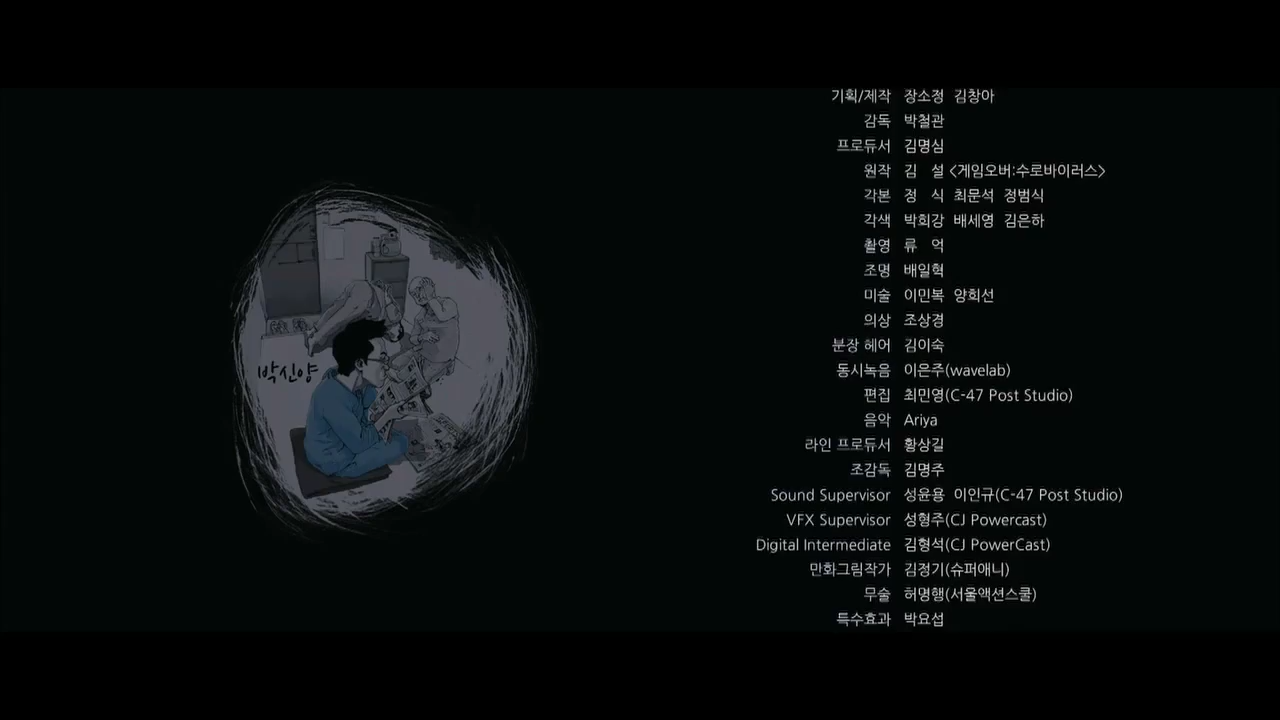 기획/제작 장소정 김창아
감독 박철관
프로듀서 김명심
원작 김 설 <게임오버:수로바이러스>
각본 정 식 최문석 정범식
각색 박회강 배세영 김은하
촬영 류 억
조명 배일혁
미술 이민복 양희선
의상 조상경
분장 헤어 김이숙
동시녹음 이은주(wavelab)
편집 최민영(C-47 Post Studio)
음악 Ariya
라인 프로듀서 황상길
조감독 김명주
Sound Supervisor 성윤용 이인규(C-47 Post Studio)
VFX Supervisor 성형주(CJ Powercast)
Digital Intermediate 김형석(CJ PowerCast)
만화그림작가 김정기(슈퍼애니)
무술 허명행(서울액션스쿨)
특수효과 박요섭
박신양